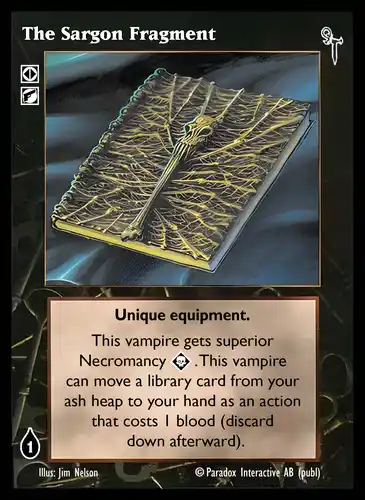 The Sargon Fragment
Unique equipment.
This vampire gets superior
Necromancy . This vampire
can move a library card from your
ash heap to your hand as an action
that costs 1 blood (discard
down afterward).
1
Illus: Jim Nelson
© Paradox Interactive AB (publ)